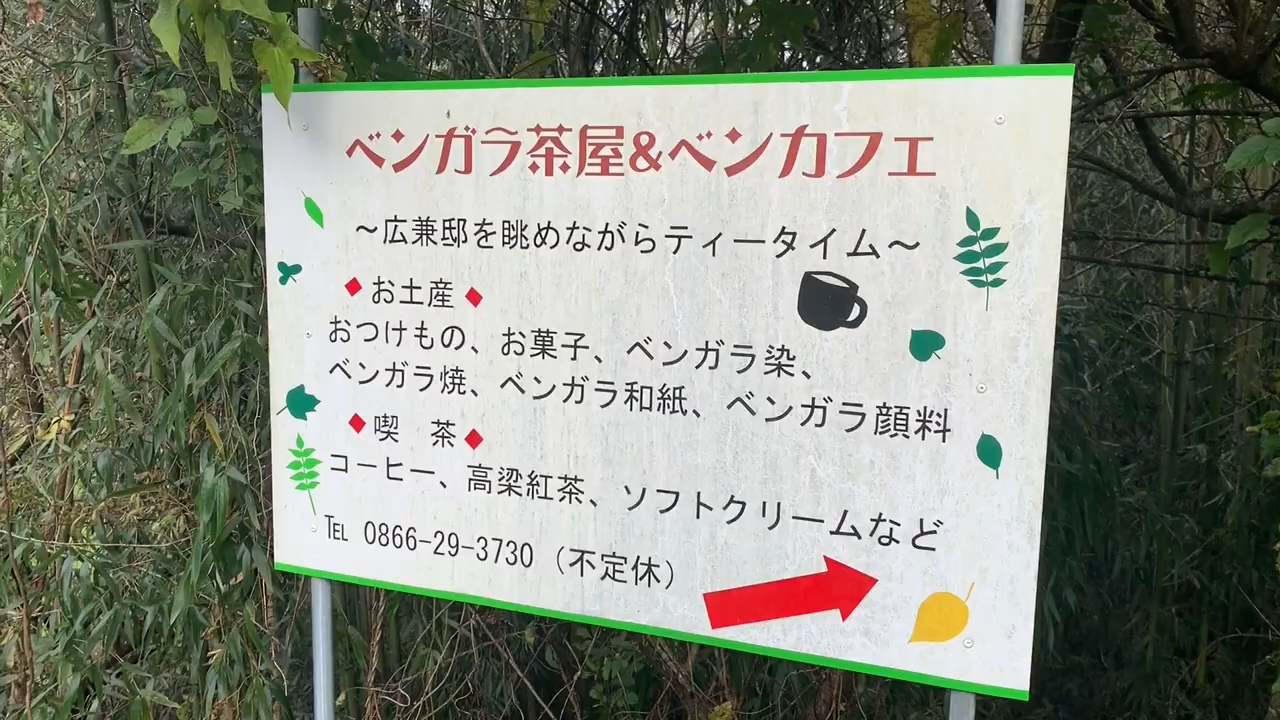 ベンガラ茶屋&ベンカフェ
～広兼邸を眺めながらティータイム～
♦お土産♦
おつけもの、お菓子、ベンガラ染、
ベンガラ焼、ベンガラ和紙、ベンガラ顔料
♦喫　茶♦
コーヒー、高梁紅茶、ソフトクリームなど
℡ 0866-29-3730（不定休）